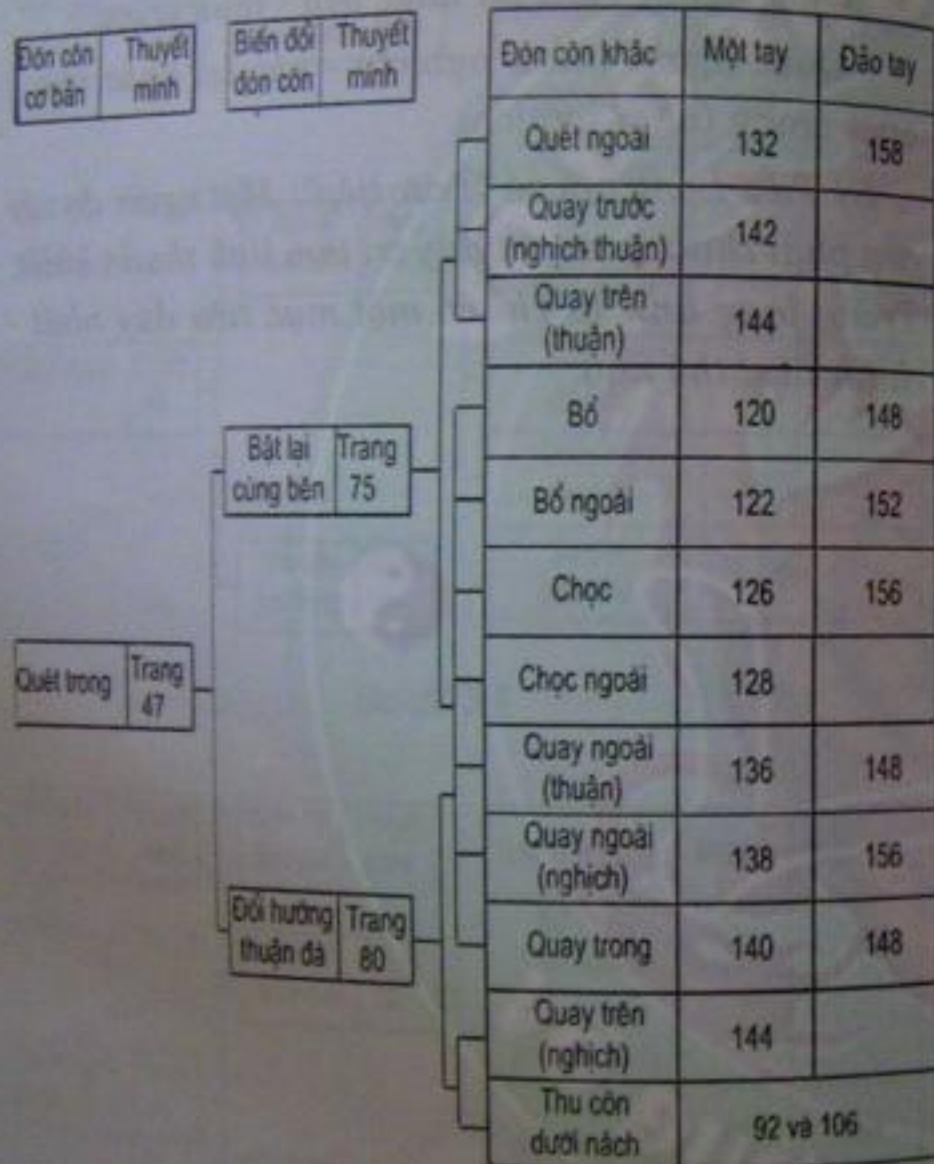 Đòn côn Thuyết Biến đổi Thuyết Đòn côn khác Một tay Đảo tay
cơ bản minh đòn côn minh
Quét ngoài 132 158
Quay trước
(nghịch thuận) 142
Quay trên
(thuận) 144
Bổ 120 148
Bật lại Trang
cùng bên 75
Bổ ngoài 122 152
Chọc 126 156
Quét trong Trang
47
Chọc ngoài 128
Quay ngoài
(thuận) 136 148
Quay ngoài
(nghịch) 138 156
Đổi hướng Trang
thuận đà 80
Quay trong 140 148
Quay trên
(nghịch) 144
Thu côn
dưới nách 92 và 106